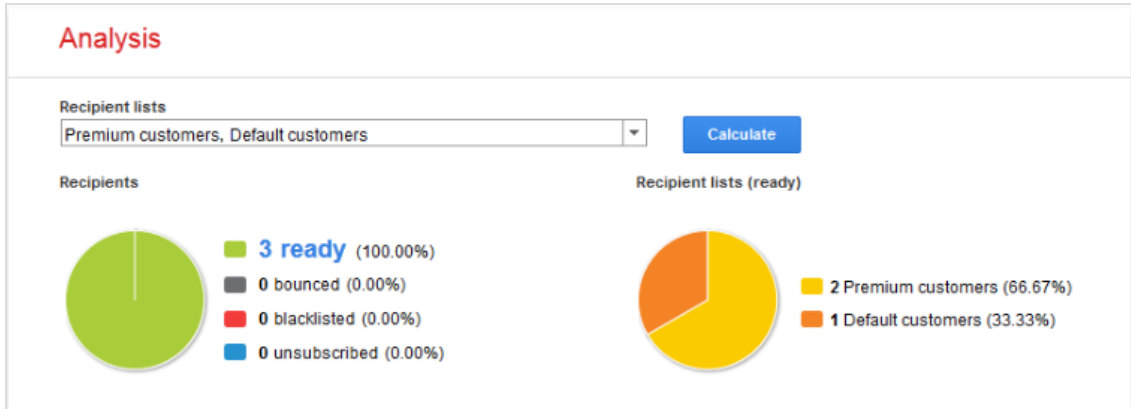 Analysis
Recipient lists
Premium customers, Default customers
Calculate
Recipients
Recipient lists (ready)
3 ready (100.00%)
0 bounced (0.00%)
0 blacklisted (0.00%)
0 unsubscribed (0.00%)
2 Premium customers (66.67%)
1 Default customers (33.33%)